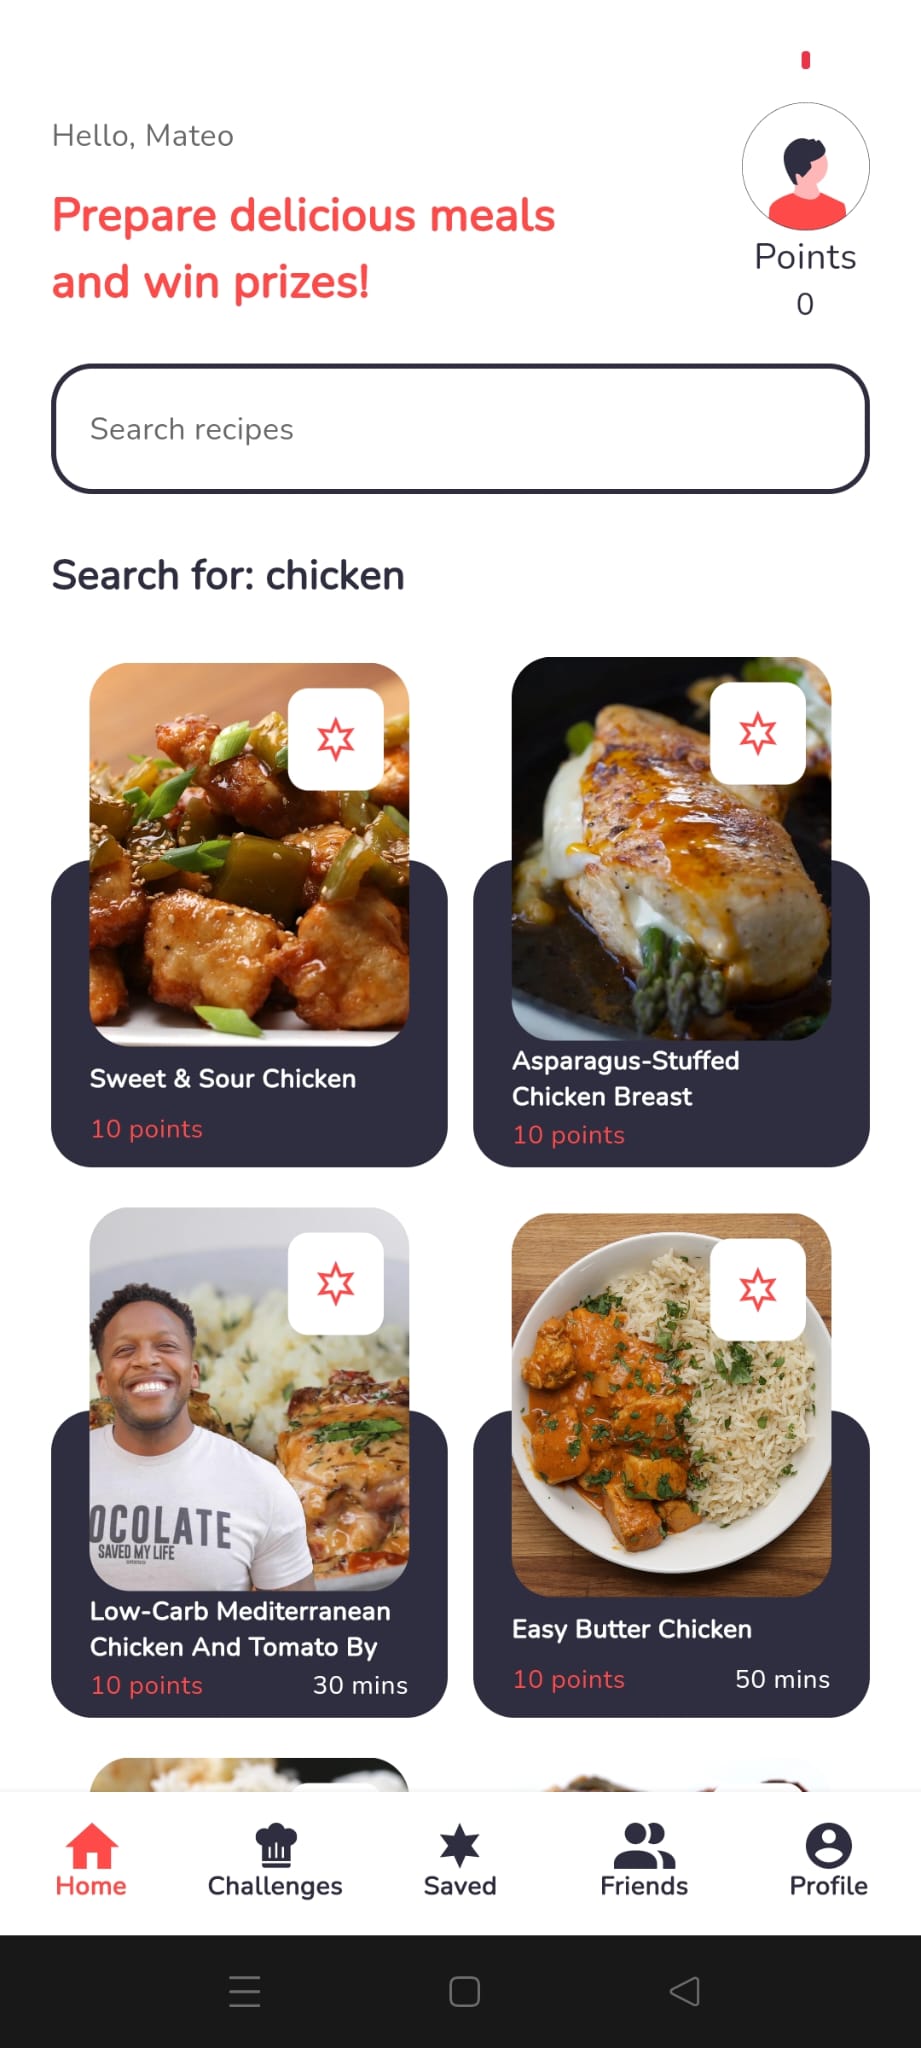 Hello, Mateo
Prepare delicious meals
and win prizes!
Points
0
Search recipes
Search for: chicken
Sweet & Sour Chicken
10 points
Asparagus-Stuffed
Chicken Breast
10 points
OCOLATE
SAVED MY LIFE
Low-Carb Mediterranean
Chicken And Tomato By
10 points
30 mins
Easy Butter Chicken
10 points
50 mins
Home
Challenges
Saved
Friends
Profile